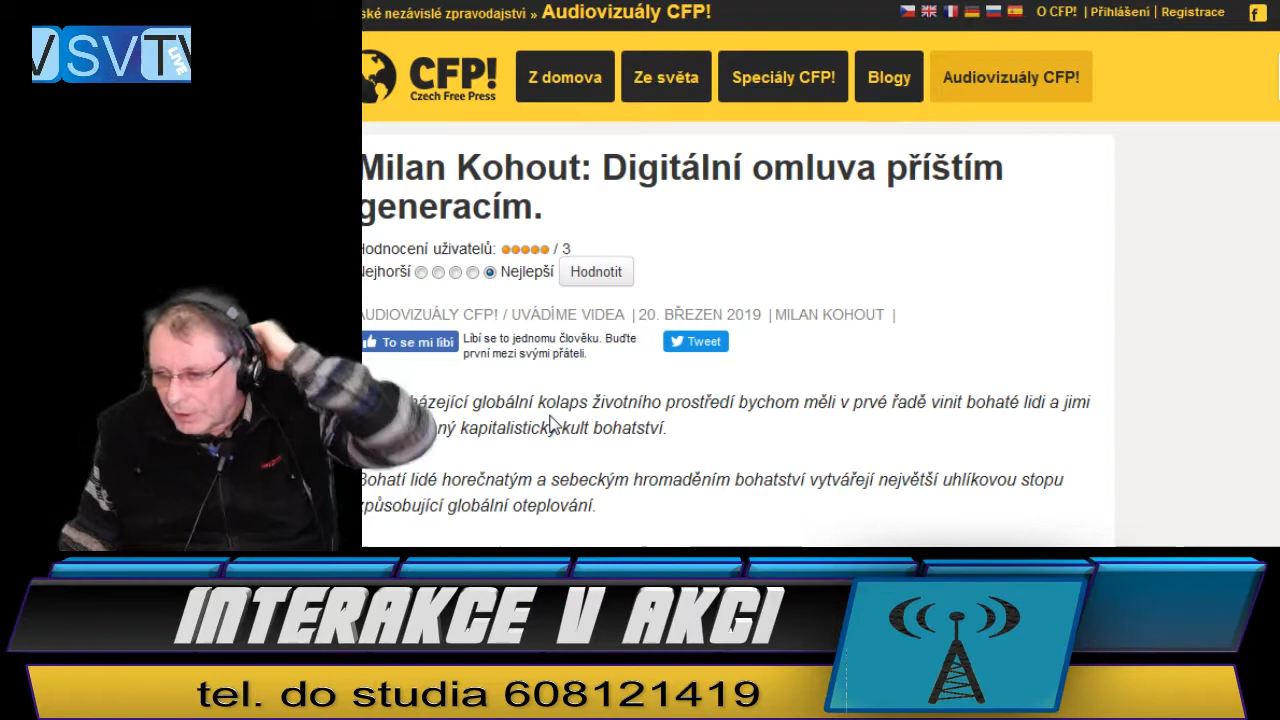 SVTV
LIVE
ské nezávislé zpravodajství » Audiovizuály CFP!
O CFP! | Přihlášení | Registrace
CFP!
Czech Free Press
Z domova
Ze světa
Speciály CFP!
Blogy
Audiovizuály CFP!
Milan Kohout: Digitální omluva příštím
generacím.
Hodnocení uživatelů: / 3
Nejhorší Nejlepší Hodnotit
AUDIOVIZUÁLY CFP! / UVÁDÍME VIDEA | 20. BŘEZEN 2019 | MILAN KOHOUT |
To se mi líbí
Líbí se to jednomu člověku. Buďte
první mezi svými přáteli.
Tweet
házející globální kolaps životního prostředí bychom měli v prvé řadě vinit bohaté lidi a jimi
ný kapitalistický kult bohatství.
Bohatí lidé horečnatým a sebeckým hromaděním bohatství vytvářejí největší uhlíkovou stopu
způsobující globální oteplování.
INTERAKCE V AKCI
tel. do studia 608121419